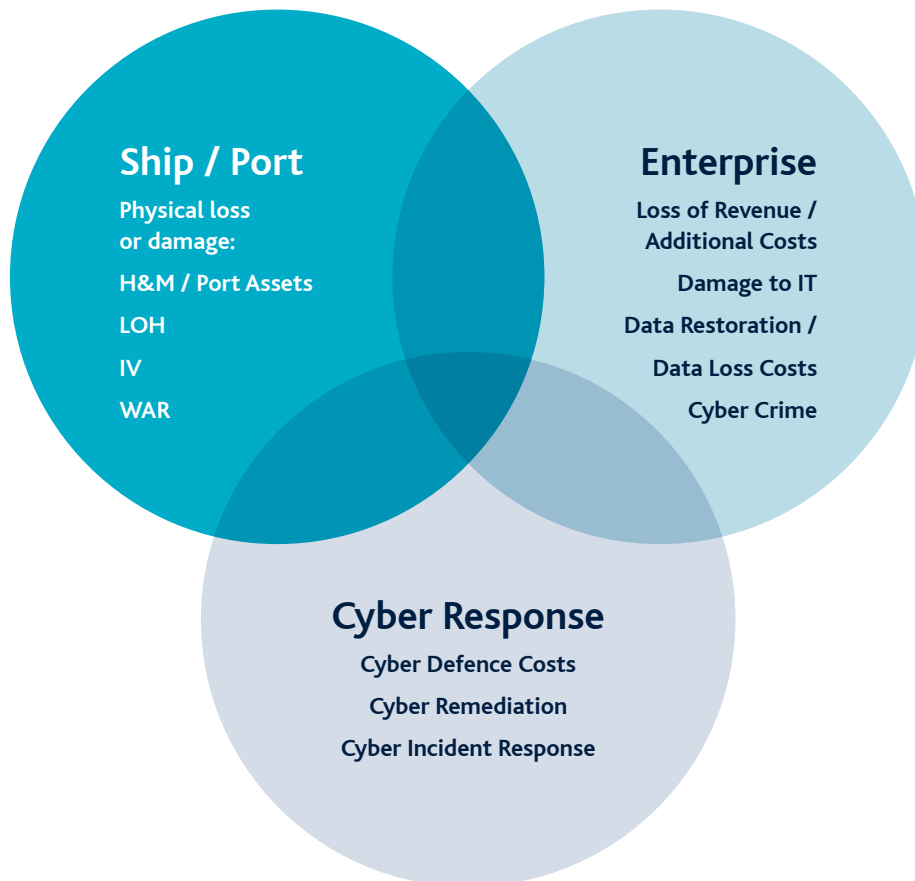 Ship / Port
Physical loss
or damage:
H&M / Port Assets
LOH
IV
WAR
Enterprise
Loss of Revenue /
Additional Costs
Damage to IT
Data Restoration /
Data Loss Costs
Cyber Crime
Cyber Response
Cyber Defence Costs
Cyber Remediation
Cyber Incident Response